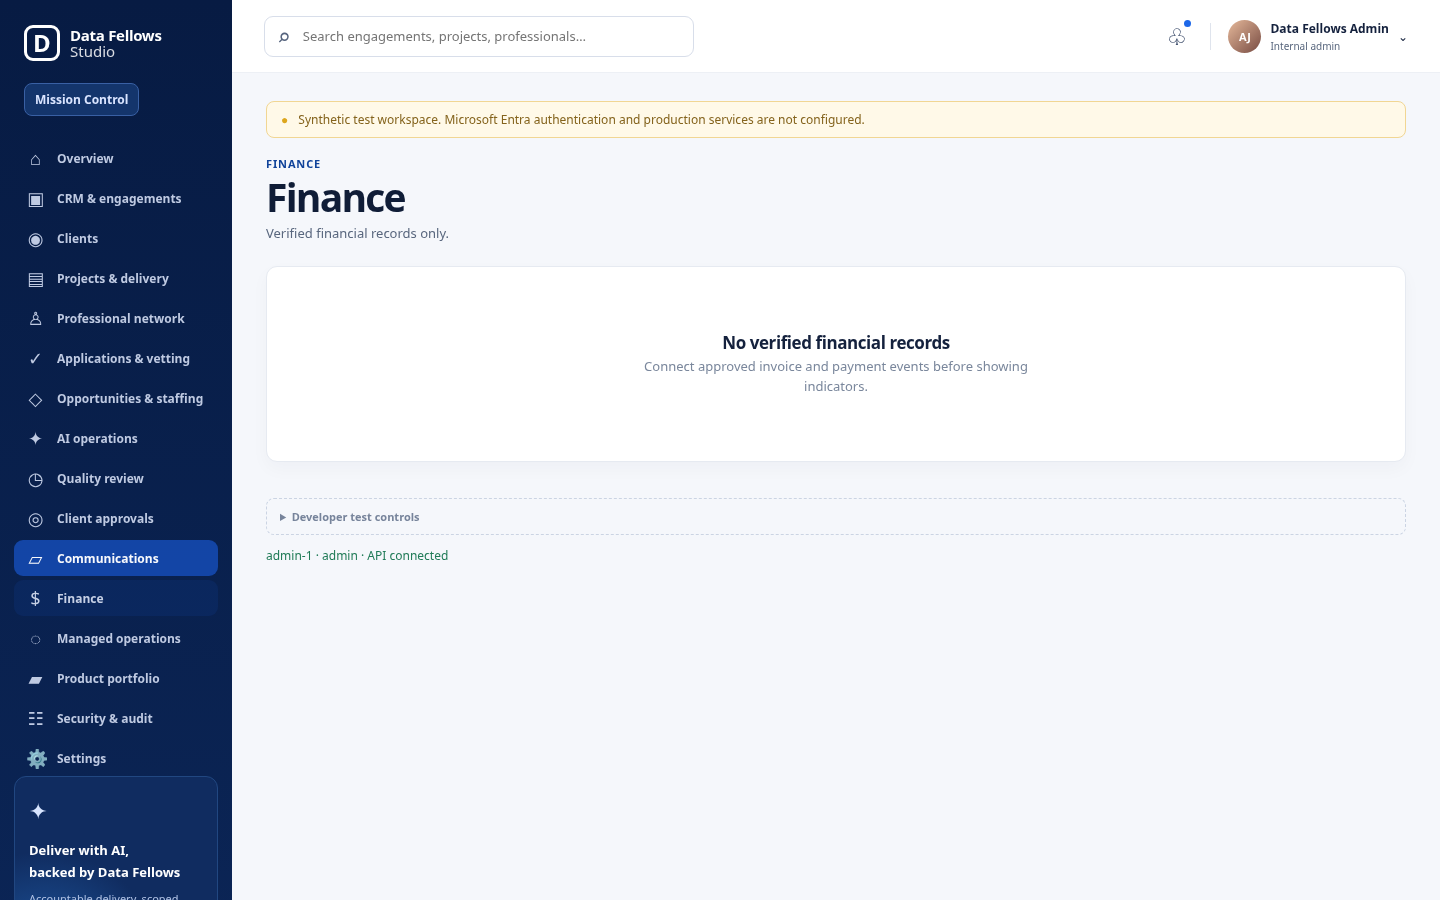 D
Data Fellows
Studio
Mission Control
Overview
CRM & engagements
Clients
Projects & delivery
Professional network
Applications & vetting
Opportunities & staffing
AI operations
Quality review
Client approvals
Communications
$ Finance
Managed operations
Product portfolio
Security & audit
Settings
Deliver with AI,
backed by Data Fellows
Accountable delivery, scoped
Search engagements, projects, professionals...
AJ
Data Fellows Admin
Internal admin
Synthetic test workspace. Microsoft Entra authentication and production services are not configured.
FINANCE
Finance
Verified financial records only.
No verified financial records
Connect approved invoice and payment events before showing
indicators.
Developer test controls
admin-1 · admin · API connected